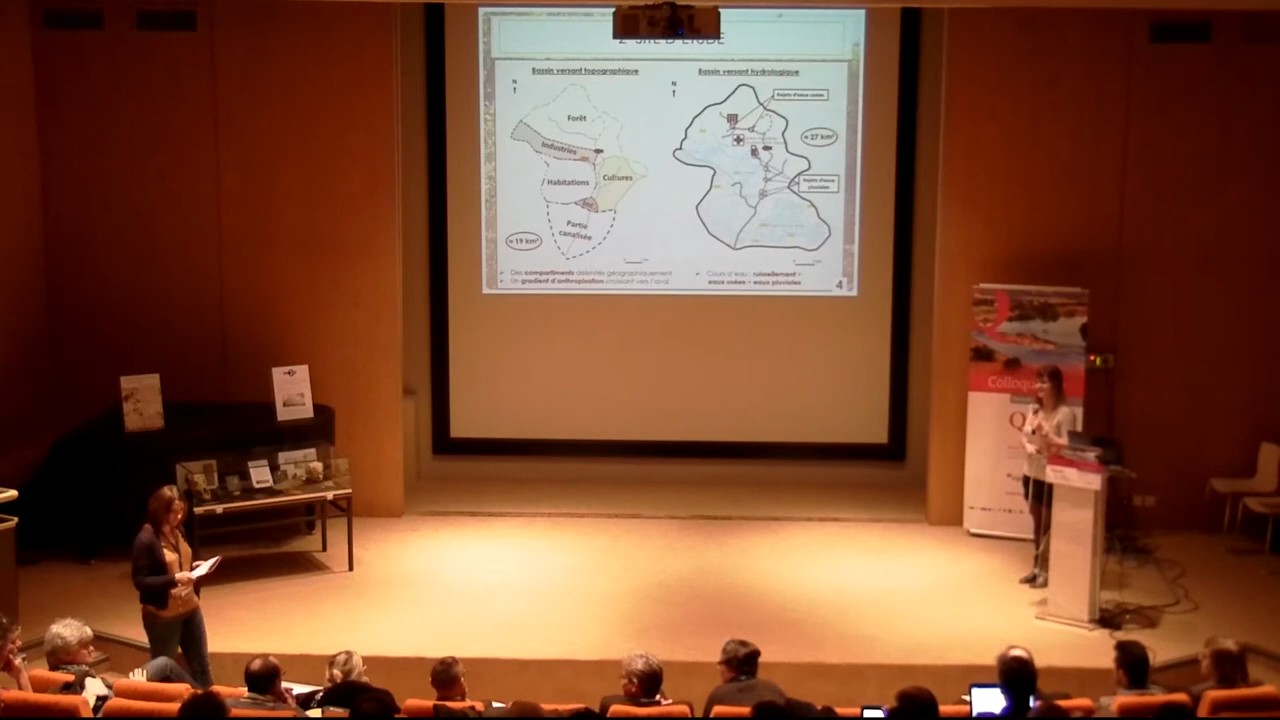 2- SITE D'ETUDE
Bassin versant topographique
Bassin versant hydrologique
N
N
Forêt
Industries
Habitations
Cultures
Partie
canalisée
≈ 19 km²
Rejets d'eaux usées
≈ 27 km²
Rejets d'eaux
pluviales
Des compartiments délimités géographiquement
Un gradient d'anthropisation croissant vers l'aval
Cours d'eau : ruissellement +
eaux usées + eaux pluviales
4
Colloqu
Q